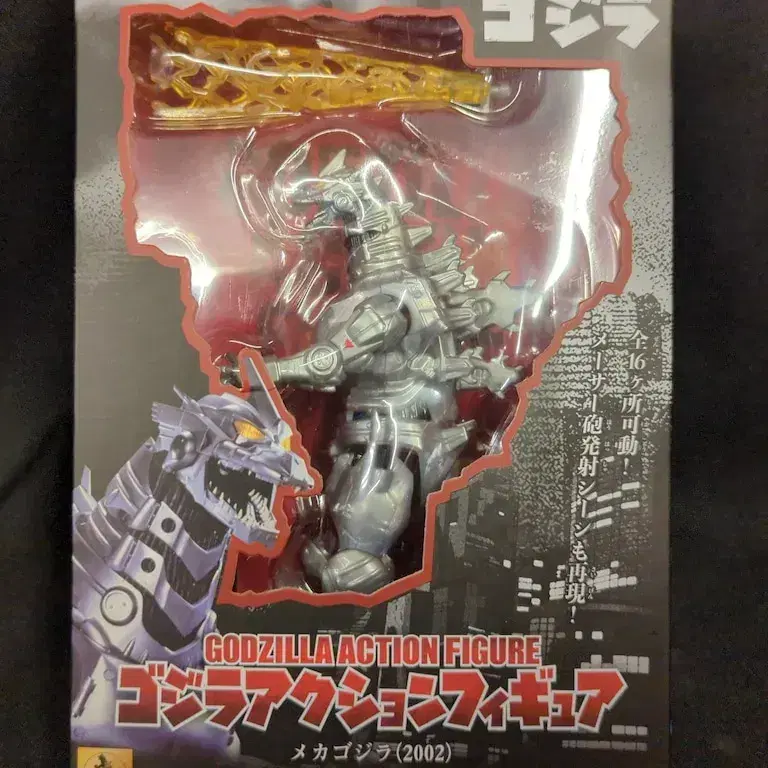 ゴジラ
全16ヶ所可動!
メーサー砲発射シーンも再現!
GODZILLA ACTION FIGURE
ゴジラアクションフィギュア
メカゴジラ(2002)